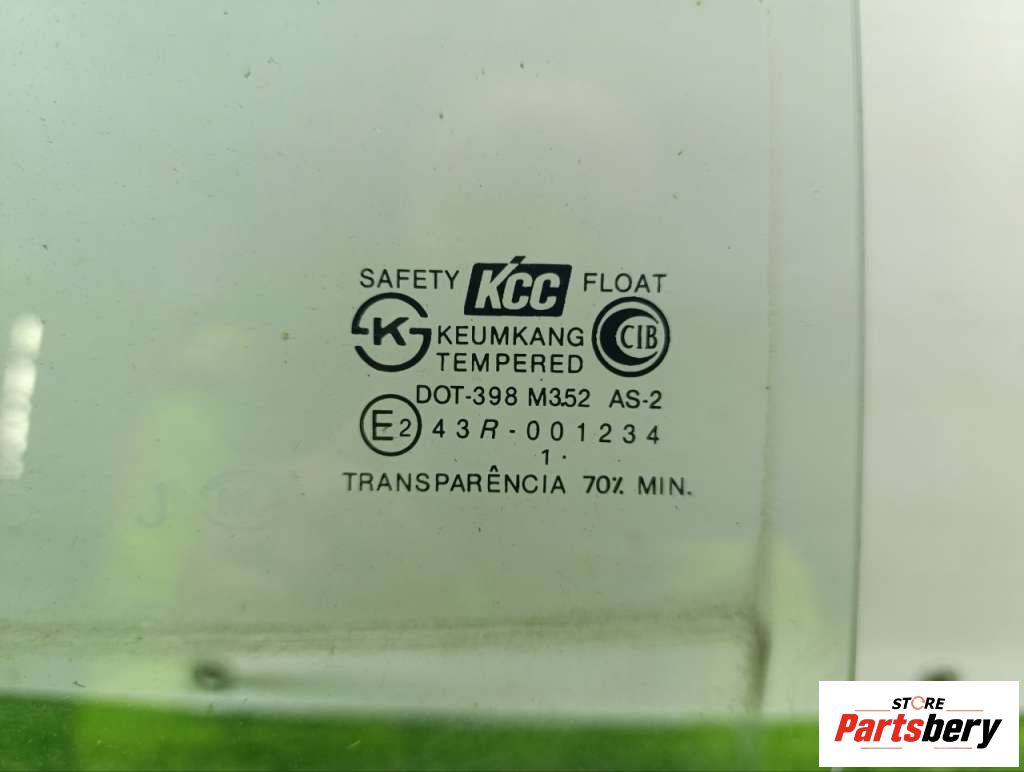 SAFETY KCC FLOAT
K KEUMKANG CIB
TEMPERED
DOT-398 M3.52 AS-2
E2 43R-001234
1 .
TRANSPARÊNCIA 70% MIN.
STORE
Partsbery